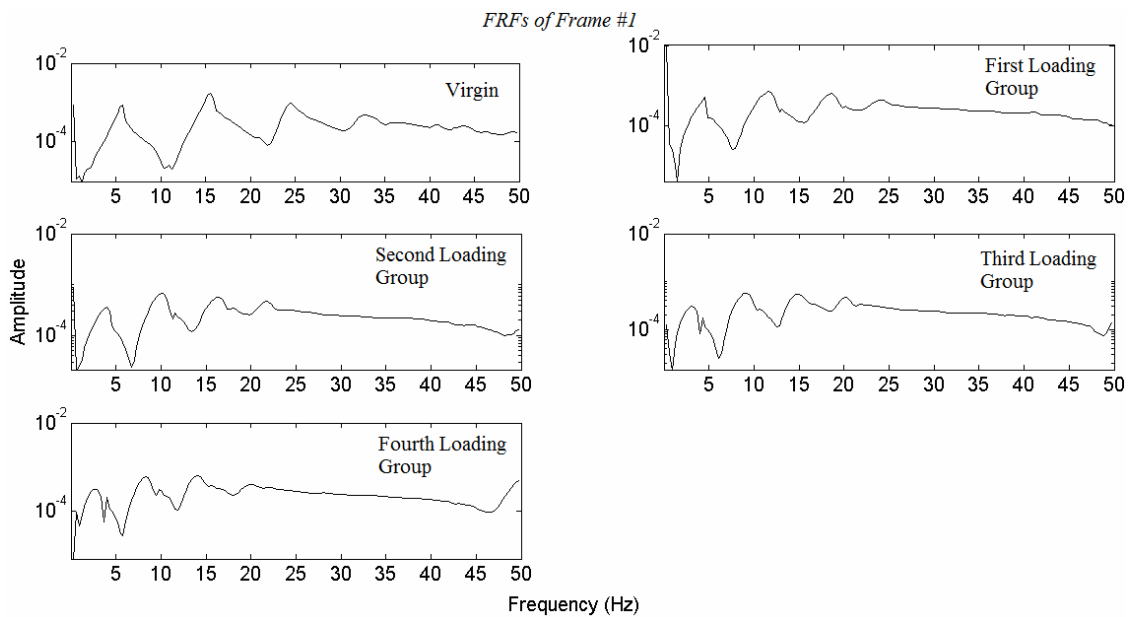 FRFs of Frame #1
10^-2
10^-4
Virgin
5 10 15 20 25 30 35 40 45 50
10^-2
10^-4
First Loading
Group
5 10 15 20 25 30 35 40 45 50
10^-2
10^-4
Second Loading
Group
5 10 15 20 25 30 35 40 45 50
10^-2
10^-4
Third Loading
Group
5 10 15 20 25 30 35 40 45 50
10^-2
10^-4
Fourth Loading
Group
5 10 15 20 25 30 35 40 45 50
Amplitude
Frequency (Hz)